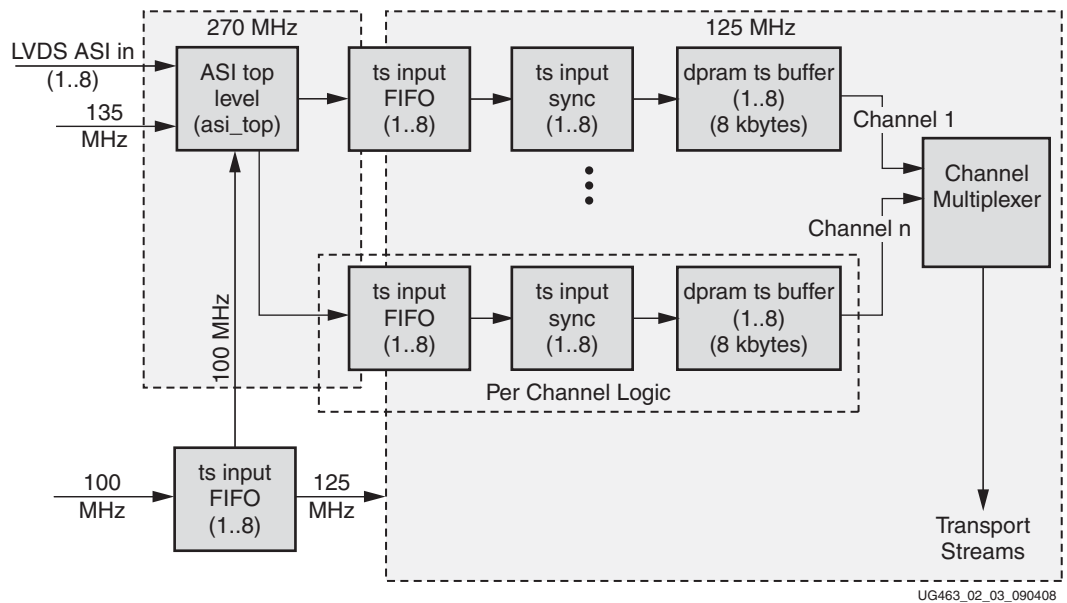 270 MHz
125 MHz
LVDS ASI in
(1..8)
135
MHz
ASI top
level
(asi_top)
ts input
FIFO
(1..8)
ts input
sync
(1..8)
dpram ts buffer
(1..8)
(8 kbytes)
Channel 1
Channel
Multiplexer
Channel n
100 MHz
ts input
FIFO
(1..8)
ts input
sync
(1..8)
dpram ts buffer
(1..8)
(8 kbytes)
Per Channel Logic
100
MHz
ts input
FIFO
(1..8)
125
MHz
Transport
Streams
UG463_02_03_090408